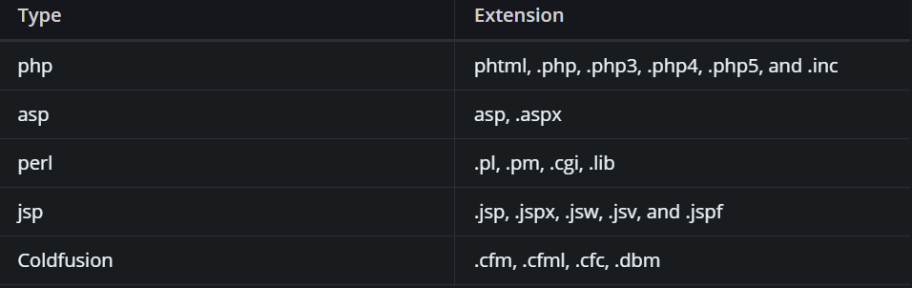 Type Extension
php phtml, .php, .php3, .php4, .php5, and .inc
asp asp, .aspx
perl .pl, .pm, .cgi, .lib
jsp .jsp, .jspx, .jsw, .jsv, and .jspf
Coldfusion .cfm, .cfml, .cfc, .dbm